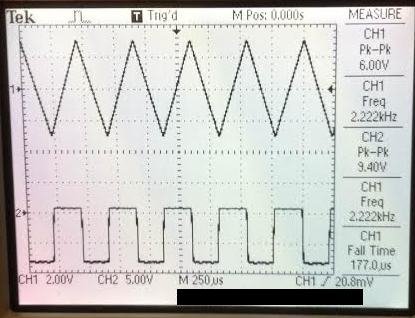 Tek T Trig'd M Pos: 0.000s MEASURE
CH1
Pk-Pk
6.00V
CH1
Freq
2.222kHz
CH2
Pk-Pk
9.40V
CH1
Freq
2.222kHz
CH1
Fall Time
177.0µs
1
2
CH1 2.00V CH2 5.00V M 250µs CH1 20.8mV